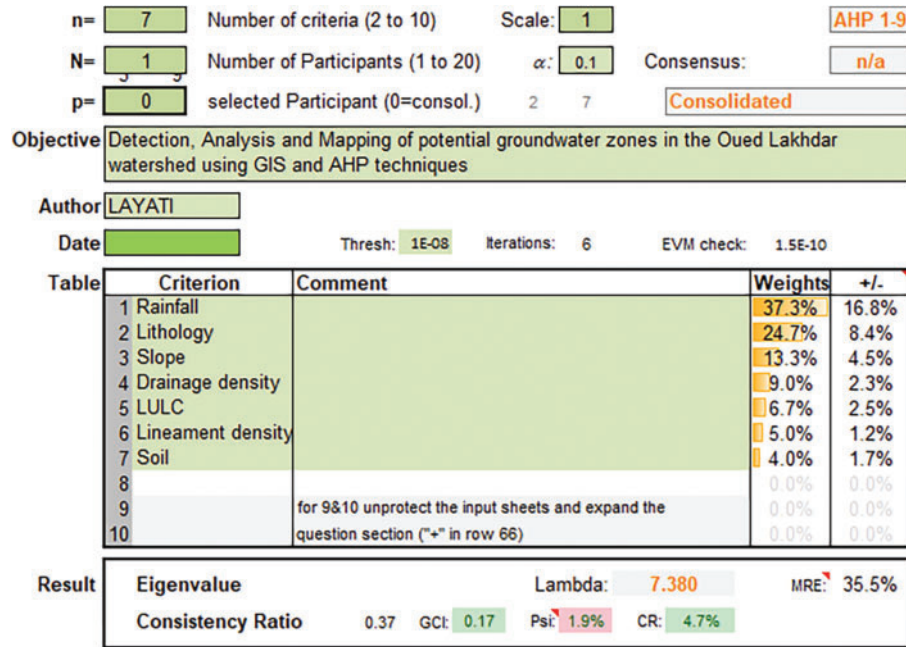 n= 7 Number of criteria (2 to 10) Scale: 1 AHP 1-9
N= 1 Number of Participants (1 to 20) α: 0.1 Consensus: n/a
p= 0 selected Participant (0=consol.) 2 7 Consolidated
Objective Detection, Analysis and Mapping of potential groundwater zones in the Oued Lakhdar
watershed using GIS and AHP techniques
Author LAYATI
Date Thresh: 1E-08 Iterations: 6 EVM check: 1.5E-10
Table Criterion Comment Weights +/-
1 Rainfall 37.3% 16.8%
2 Lithology 24.7% 8.4%
3 Slope 13.3% 4.5%
4 Drainage density 9.0% 2.3%
5 LULC 6.7% 2.5%
6 Lineament density 5.0% 1.2%
7 Soil 4.0% 1.7%
8 0.0% 0.0%
9 for 9&10 unprotect the input sheets and expand the 0.0% 0.0%
10 question section ("+" in row 66) 0.0% 0.0%
Result Eigenvalue Lambda: 7.380 MRE: 35.5%
Consistency Ratio 0.37 GCI: 0.17 Psi: 1.9% CR: 4.7%